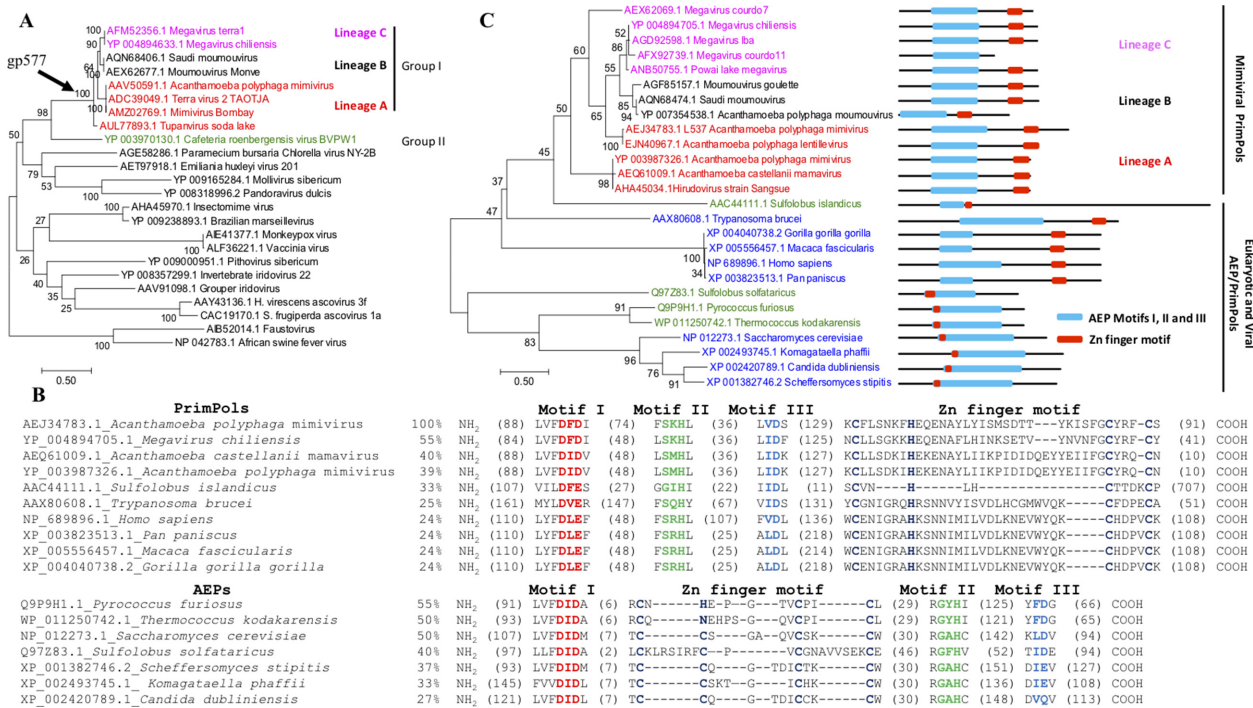 A
gp577
100 AFM52356.1 Megavirus terra1
90 YP 004894633.1 Megavirus chiliensis
Lineage C
64 AQN68406.1 Saudi moumouvirus
100 AEX62677.1 Moumouvirus Monve
Lineage B
Group I
100 AAV50591.1 Acanthamoeba polyphaga mimivirus
ADC39049.1 Terra virus 2 TAOTJA
Lineage A
100 AMZ02769.1 Mimivirus Bombay
AUL77893.1 Tupanvirus soda lake
98 YP 003970130.1 Cafeteria roenbergensis virus BVPW1
Group II
50
AGE58286.1 Paramecium bursaria Chlorella virus NY-2B
79 AET97918.1 Emiliania huxleyi virus 201
53 YP 009165284.1 Mollivirus sibericum
100 YP 008318996.2 Pandoravirus dulcis
27 AHA45970.1 Insectomime virus
100 YP 009238893.1 Brazilian marseillevirus
AIE41377.1 Monkeypox virus
100 ALF36221.1 Vaccinia virus
26 YP 009000951.1 Pithovirus sibericum
40 YP 008357299.1 Invertebrate iridovirus 22
35 AAV91098.1 Grouper iridovirus
25 AAY43136.1 H. virescens ascovirus 3f
100 CAC19170.1 S. frugiperda ascovirus 1a
AIB52014.1 Faustovirus
100 NP 042783.1 African swine fever virus
0.50
C
AEX62069.1 Megavirus courdo7
YP 004894705.1 Megavirus chiliensis
52 AGD92598.1 Megavirus lba
60 86 AFX92739.1 Megavirus courdo11
Lineage C
55 ANB50755.1 Powai lake megavirus
AGF85157.1 Moumouvirus goulette
85 AQN68474.1 Saudi moumouvirus
Lineage B
50 65 94 YP 007354538.1 Acanthamoeba polyphaga moumouvirus
AEJ34783.1 L537 Acanthamoeba polyphaga mimivirus
100 EJN40967.1 Acanthamoeba polyphaga lentillevirus
45 YP 003987326.1 Acanthamoeba polyphaga mimivirus
Lineage A
AEQ61009.1 Acanthamoeba castellanii mamavirus
98 AHA45034.1Hirudovirus strain Sangsue
37 AAC44111.1 Sulfolobus islandicus
47 AAX80608.1 Trypanosoma brucei
XP 004040738.2 Gorilla gorilla gorilla
XP 005556457.1 Macaca fascicularis
100 NP 689896.1 Homo sapiens
34 XP 003823513.1 Pan paniscus
Q97Z83.1 Sulfolobus solfataricus
91 Q9P9H1.1 Pyrococcus furiosus
WP 011250742.1 Thermococcus kodakarensis
83 NP 012273.1 Saccharomyces cerevisiae
96 XP 002493745.1 Komagataella phaffii
76 XP 002420789.1 Candida dubliniensis
91 XP 001382746.2 Scheffersomyces stipitis
0.50
AEP Motifs I, II and III
Zn finger motif
Mimiviral PrimPols
Eukaryotic and Viral AEP/PrimPols
B
PrimPols Motif I Motif II Motif III Zn finger motif
AEJ34783.1_Acanthamoeba polyphaga mimivirus 100% NH2 (88) LVFDFDI (74) FSKHL (36) LVDS (129) KCFLSNKFFHEQENAYLYISMSDTT---YKISFGCYRF-CS (91) COOH
YP_004894705.1_Megavirus chiliensis 55% NH2 (84) LVFDIDI (48) LSKHL (36) LIDS (127) KCLLSNKIFHEKENAYLYINKSETIV---YNVNFGCYRF-CS (41) COOH
AEQ61009.1_Acanthamoeba castellanii mamavirus 40% NH2 (88) LVFDIDV (48) LSMHL (36) LIDK (127) KCLLSDKIHEKENAYLIIKPIDIDQEYYEIIFGCYRQ-CN (10) COOH
YP_003987326.1_Acanthamoeba polyphaga mimivirus 39% NH2 (88) LVFDIDV (48) LSMHL (36) LIDK (127) KCLLSDKIHEKENAYLIIKPIDIDQEYYEIIFGCYRQ-CN (10) COOH
AAC44111.1_Sulfolobus islandicus 33% NH2 (107) VILDFES (27) GGIHI (22) IIDL (11) SCVN-----H------LH-------------CTTDKCP (707) COOH
AAX80608.1_Trypanosoma brucei 25% NH2 (161) MYLDVER (147) FSQHY (67) VIDS (131) YCGNIGRQHRSNNVYISVDLHCGMWVQK------CFDPECA (51) COOH
NP_689896.1_Homo sapiens 24% NH2 (110) LYFDLEF (48) FSRHL (107) FVDL (136) WCENIGRAHKSNNIMILVDLKNEVWYQK------CHDPVCK (108) COOH
XP_003823513.1_Pan paniscus 24% NH2 (110) LYFDLEF (48) FSRHL (25) ALDL (218) WCENIGRAHKSNNIMILVDLKNEVWYQK------CHDPVCK (108) COOH
XP_005556457.1_Macaca fascicularis 24% NH2 (110) LYFDLEF (48) FSRHL (25) ALDL (214) WCENIGRAHKSNNIMILVDLKNEVWYQK------CHDPVCK (108) COOH
XP_004040738.2_Gorilla gorilla gorilla 24% NH2 (110) LYFDLEF (48) FSRHL (25) ALDL (218) WCENIGRAHKSNNIMILVDLKNEVWYQK------CHDPVCK (108) COOH
AEPs Motif I Zn finger motif Motif II Motif III
Q9P9H1.1_Pyrococcus furiosus 55% NH2 (91) LVFDIDA (6) RCN------HE-P--G---TVCPI------CL (29) RGYHI (125) YFDG (66) COOH
WP_011250742.1_Thermococcus kodakarensis 50% NH2 (93) LVFDIDA (6) RCQ------NEHPS-G--QVCPV------CL (29) RGYHI (121) YFDG (65) COOH
NP_012273.1_Saccharomyces cerevisiae 50% NH2 (107) LVFDIDM (7) TC-------CS----GA-QVCSK------CW (30) RGAHC (142) KLDV (94) COOH
Q97Z83.1_Sulfolobus solfataricus 40% NH2 (97) LLFDIDA (2) CKLRSIRFC-------P------VCGNAVVSEKCE (46) GFHV (52) TIDE (94) COOH
XP_001382746.2_Scheffersomyces stipitis 37% NH2 (93) LVFDIDM (7) TC-------CQ----G--TDICTK------CW (30) RGAHC (151) DIEV (127) COOH
XP_002493745.1_ Komagataella phaffii 33% NH2 (145) FVVDIDM (7) TC-------CSKT---G---ICHK------CW (30) RGAHC (136) DIEV (108) COOH
XP_002420789.1_Candida dubliniensis 27% NH2 (121) LVFDIDL (7) TC-------CQ----G--TDICCK------CW (30) RGAHC (148) DVQV (113) COOH